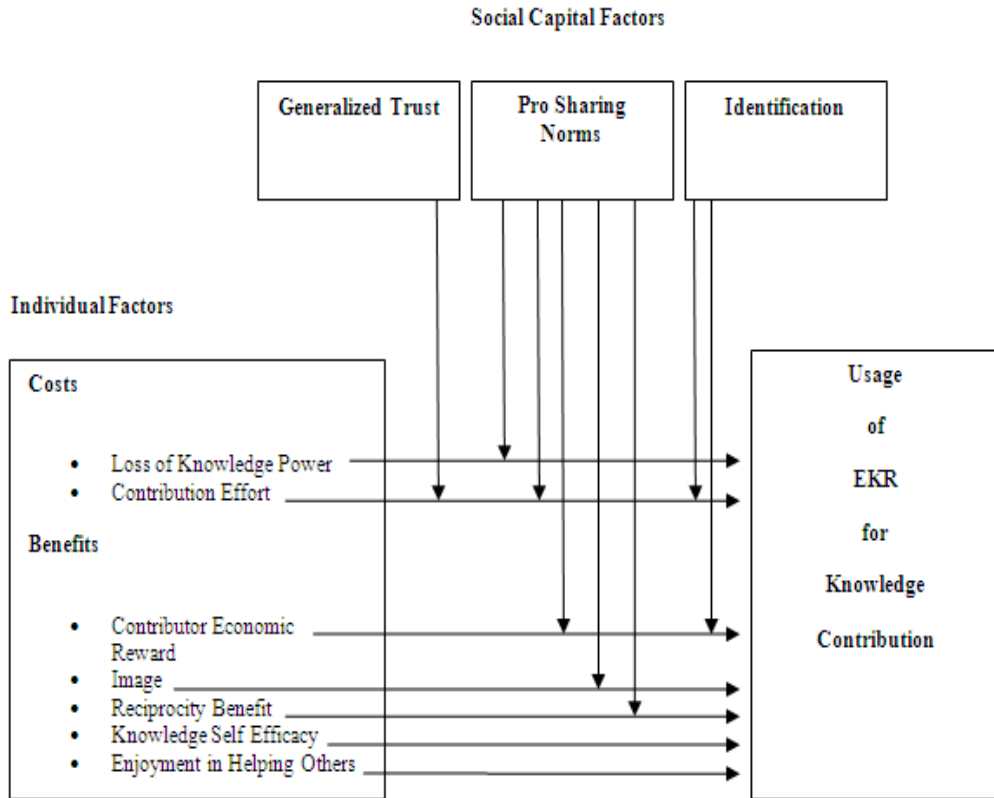 Social Capital Factors
Generalized Trust
Pro Sharing
Norms
Identification
Individual Factors
Costs
• Loss of Knowledge Power
• Contribution Effort
Benefits
• Contributor Economic
Reward
• Image
• Reciprocity Benefit
• Knowledge Self Efficacy
• Enjoyment in Helping Others
Usage
of
EKR
for
Knowledge
Contribution